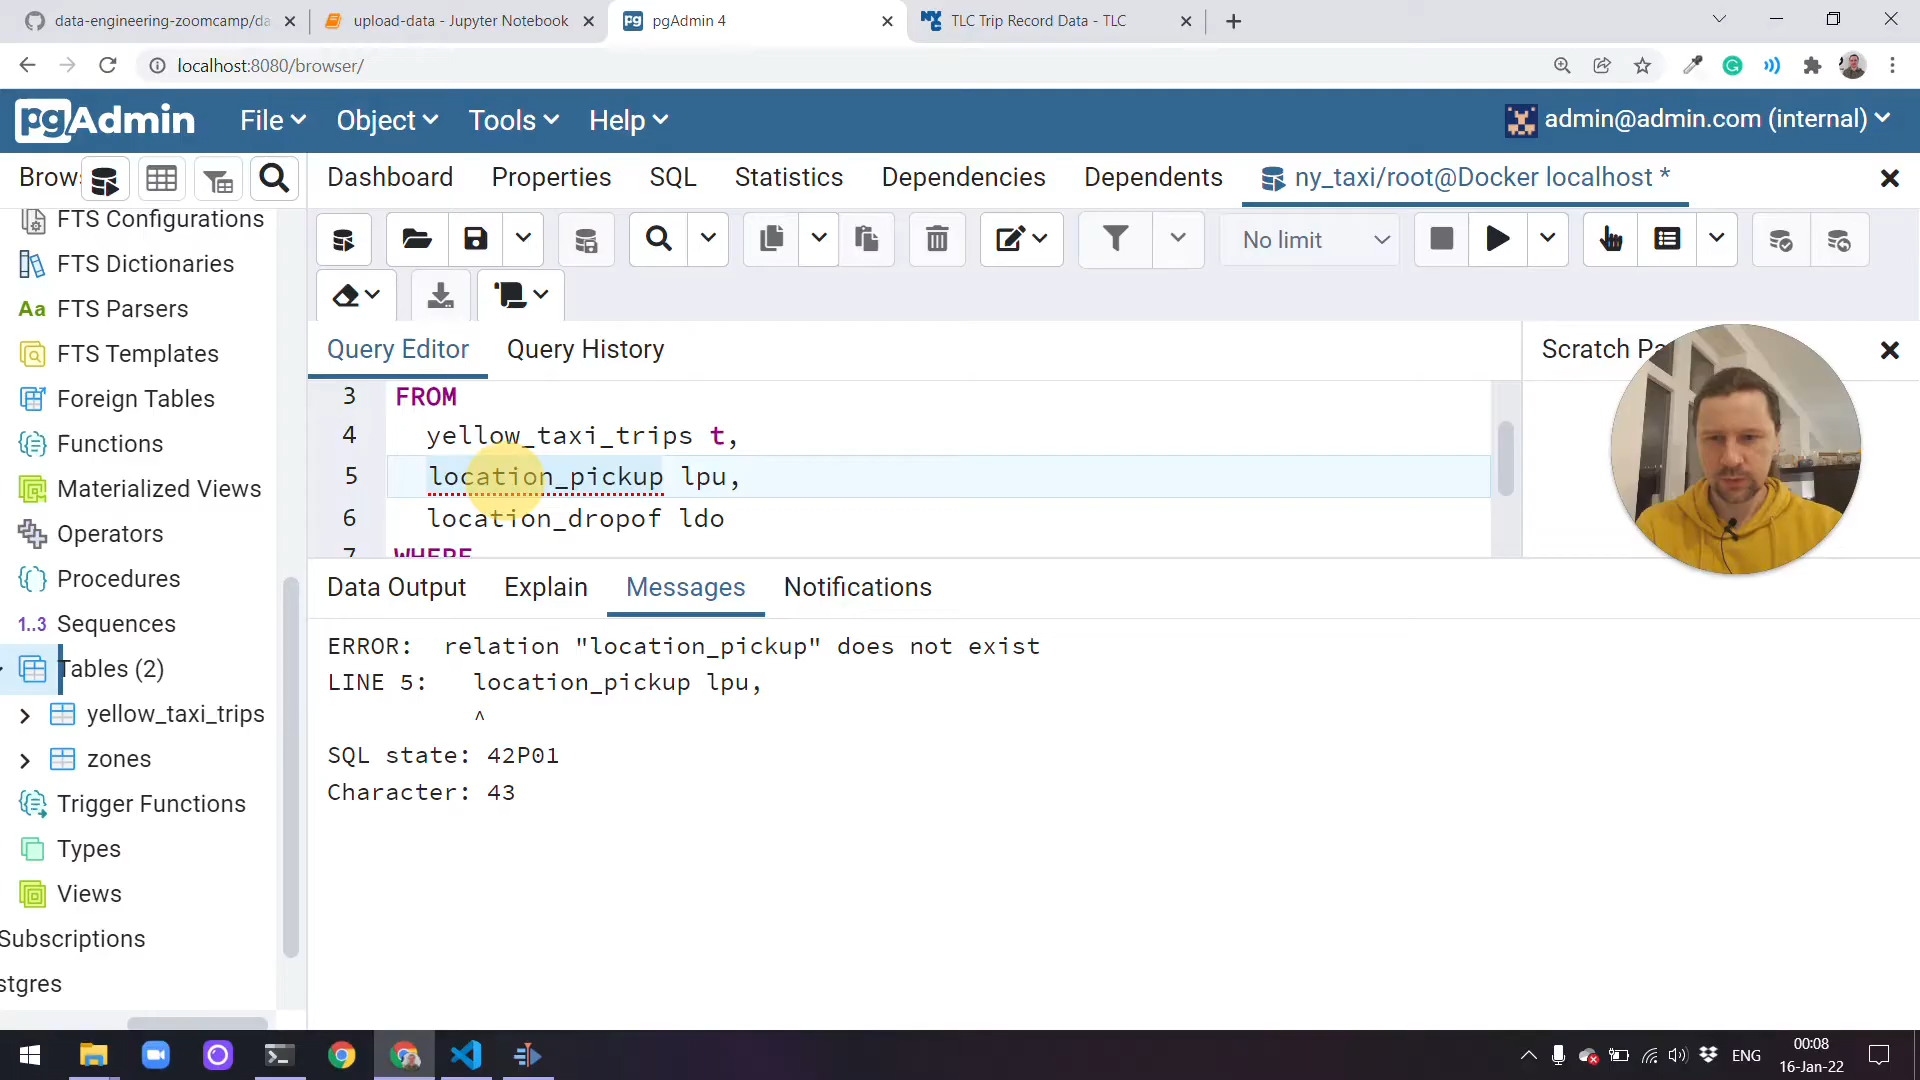 data-engineering-zoomcamp/da
upload-data - Jupyter Notebook
pgAdmin 4
TLC Trip Record Data - TLC
localhost:8080/browser/
pgAdmin
File
Object
Tools
Help
admin@admin.com (internal)
Brow
Dashboard
Properties
SQL
Statistics
Dependencies
Dependents
ny_taxi/root@Docker localhost *
No limit
FTS Configurations
FTS Dictionaries
Aa FTS Parsers
FTS Templates
Foreign Tables
Functions
Materialized Views
Operators
Procedures
1..3 Sequences
Tables (2)
yellow_taxi_trips
zones
Trigger Functions
Types
Views
Subscriptions
stgres
Query Editor
Query History
Scratch Pa
3 FROM
4 yellow_taxi_trips t,
5 location_pickup lpu,
6 location_dropof ldo
7 WHERE
Data Output
Explain
Messages
Notifications
ERROR:  relation "location_pickup" does not exist
LINE 5:   location_pickup lpu,
^
SQL state: 42P01
Character: 43
ENG
00:08
16-Jan-22